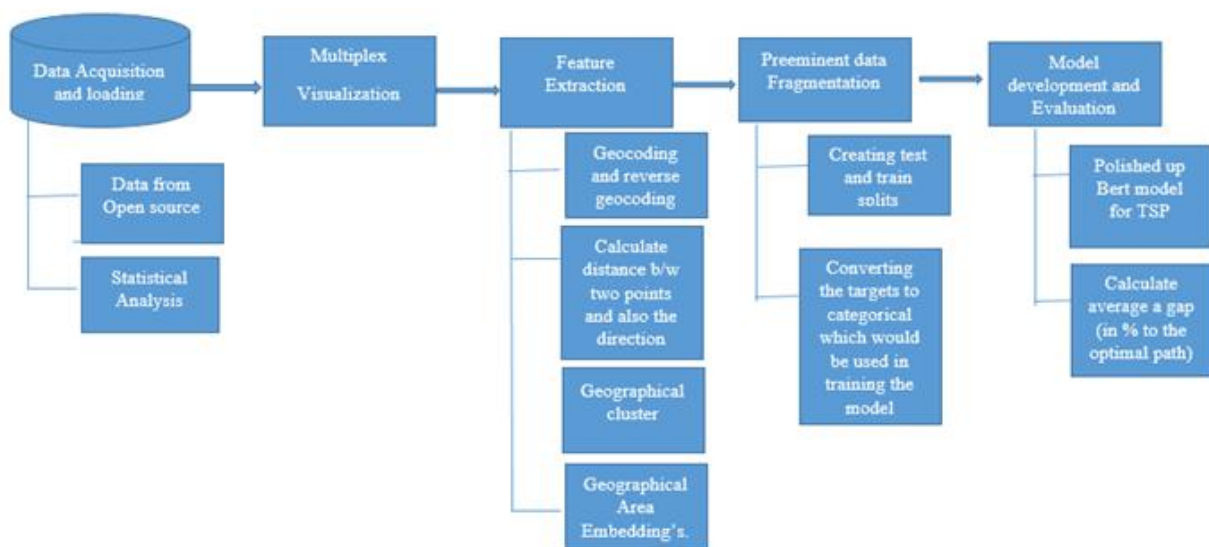 Data Acquisition
and loading
Multiplex
Visualization
Feature
Extraction
Preeminent data
Fragmentation
Model
development and
Evaluation
Data from
Open source
Statistical
Analysis
Geocoding
and reverse
geocoding
Calculate
distance b/w
two points
and also the
direction
Geographical
cluster
Geographical
Area
Embedding's.
Creating test
and train
splits
Converting
the targets to
categorical
which would
be used in
training the
model
Polished up
Bert model
for TSP
Calculate
average a gap
(in % to the
optimal path)